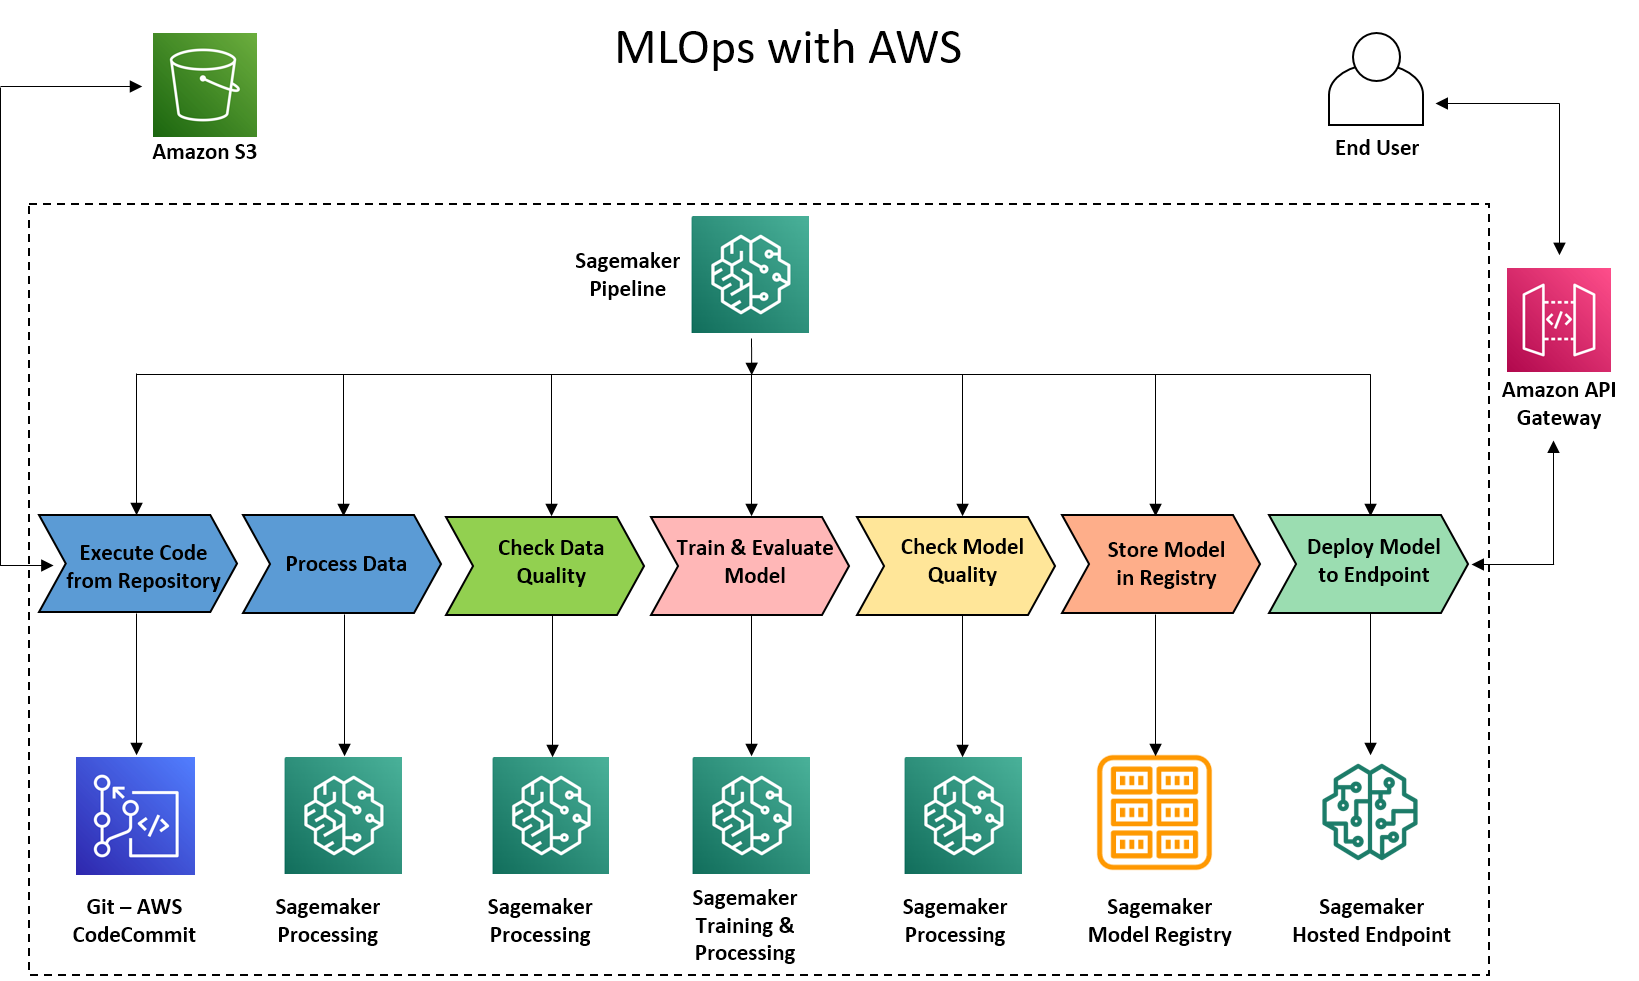 MLOps with AWS
Amazon S3
End User
Sagemaker
Pipeline
Amazon API
Gateway
Execute Code
from Repository
Process Data
Check Data
Quality
Train & Evaluate
Model
Check Model
Quality
Store Model
in Registry
Deploy Model
to Endpoint
Git – AWS
CodeCommit
Sagemaker
Processing
Sagemaker
Processing
Sagemaker
Training &
Processing
Sagemaker
Processing
Sagemaker
Model Registry
Sagemaker
Hosted Endpoint